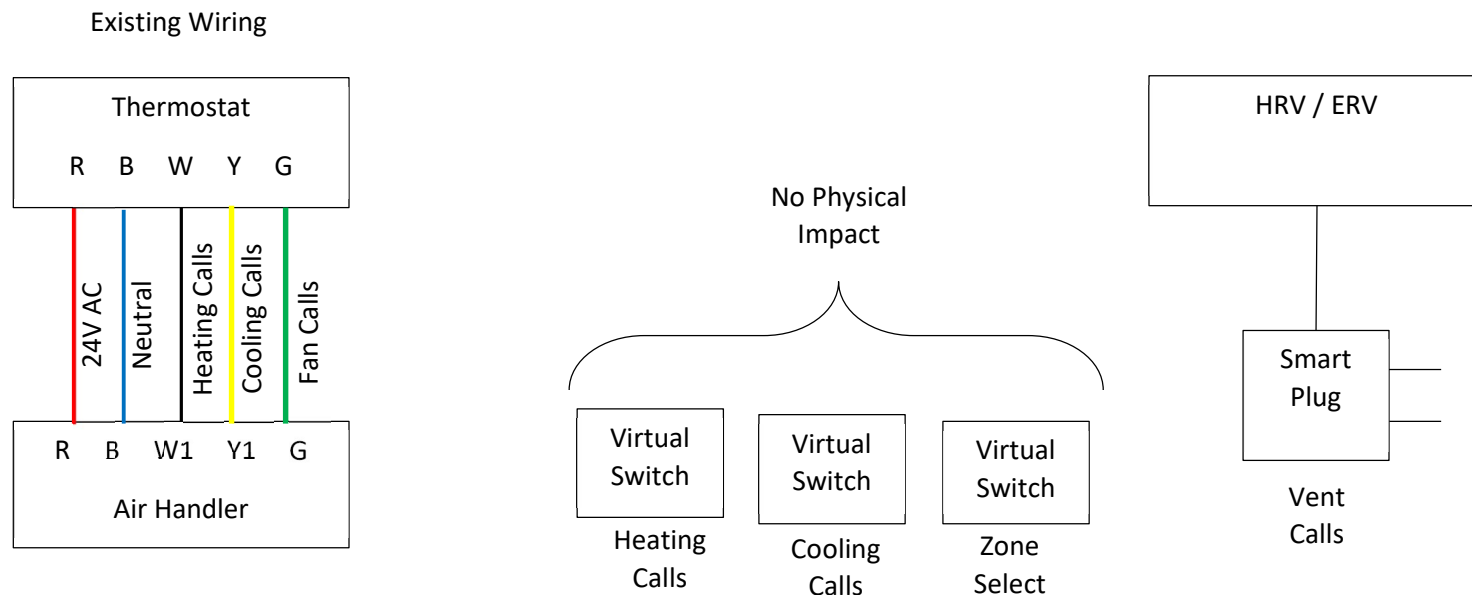 Existing Wiring
Thermostat
R B W Y G
24V AC
Neutral
Heating Calls
Cooling Calls
Fan Calls
R B W1 Y1 G
Air Handler
No Physical
Impact
Virtual
Switch
Heating
Calls
Virtual
Switch
Cooling
Calls
Virtual
Switch
Zone
Select
HRV / ERV
Smart
Plug
Vent
Calls